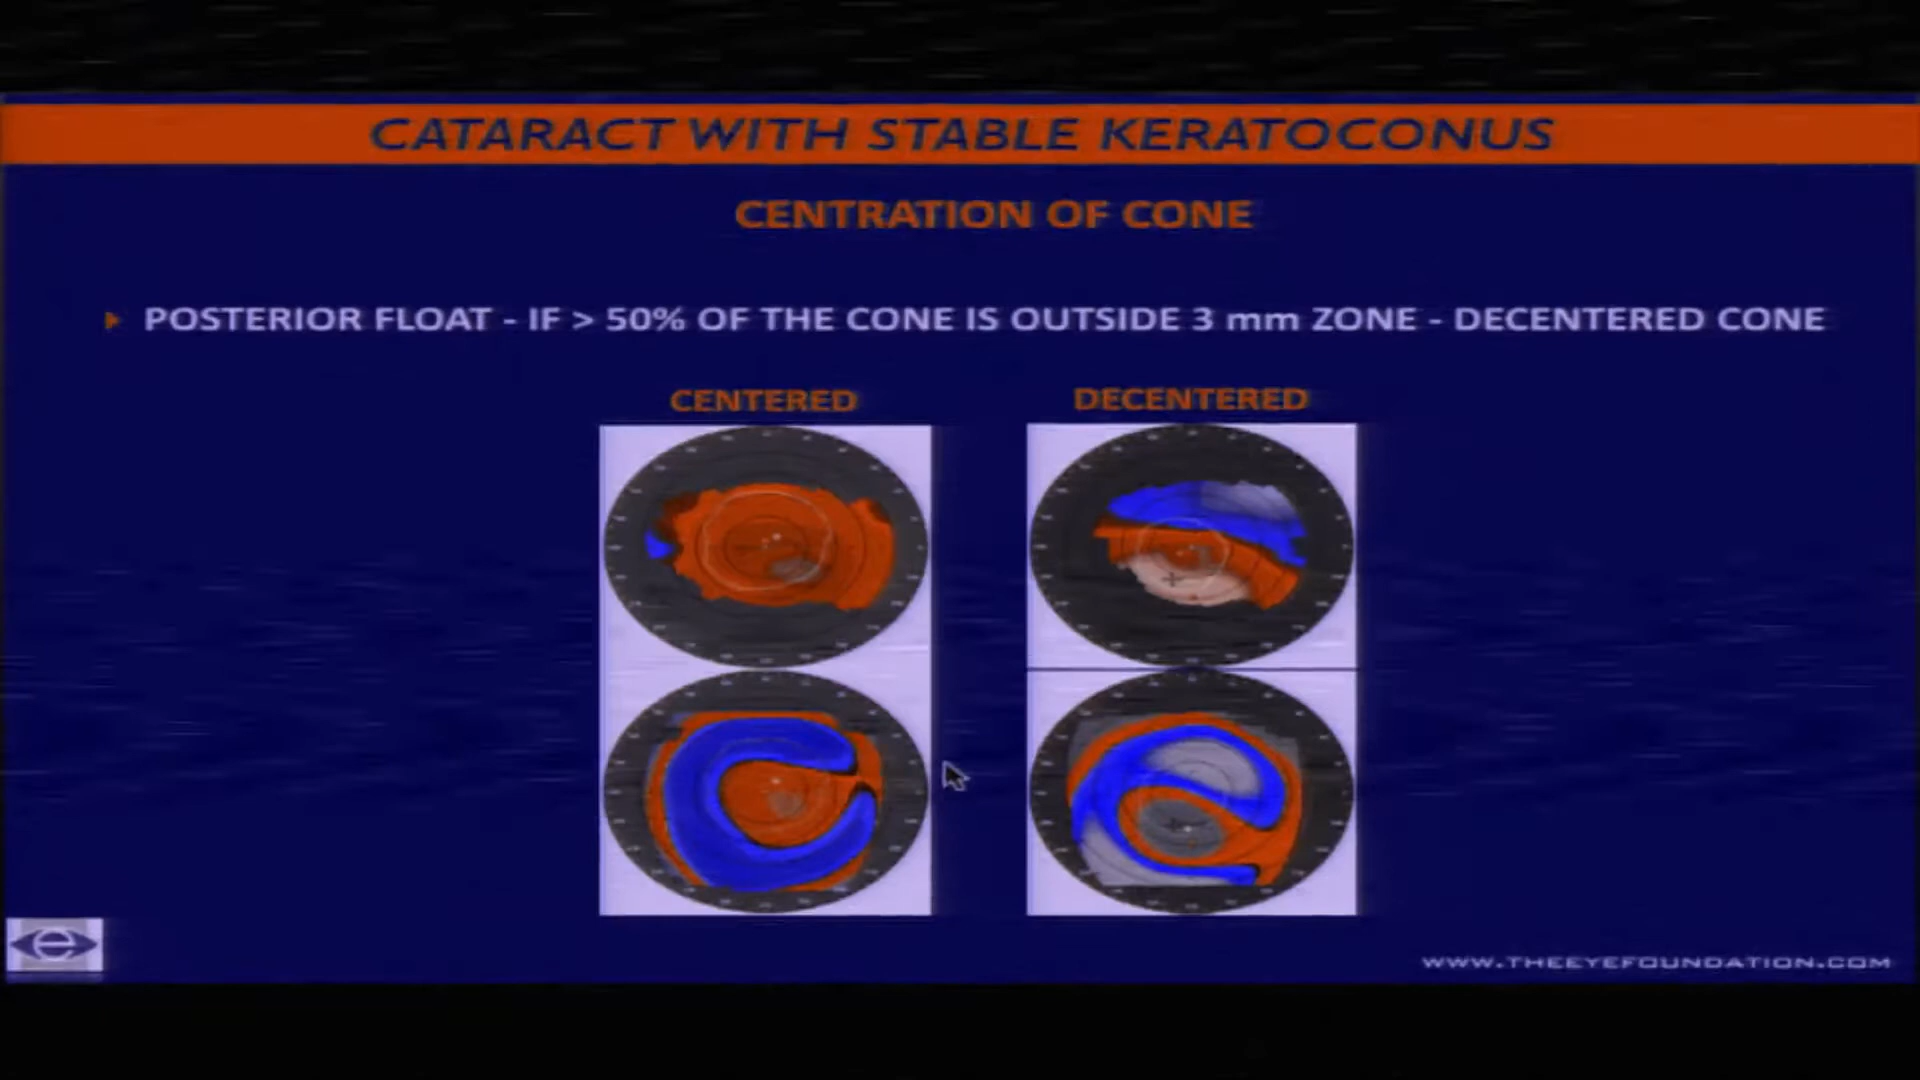 CATARACT WITH STABLE KERATOCONUS
CENTRATION OF CONE
POSTERIOR FLOAT - IF > 50% OF THE CONE IS OUTSIDE 3 mm ZONE - DECENTERED CONE
CENTERED
DECENTERED
e
WWW.THEEYEFOUNDATION.COM